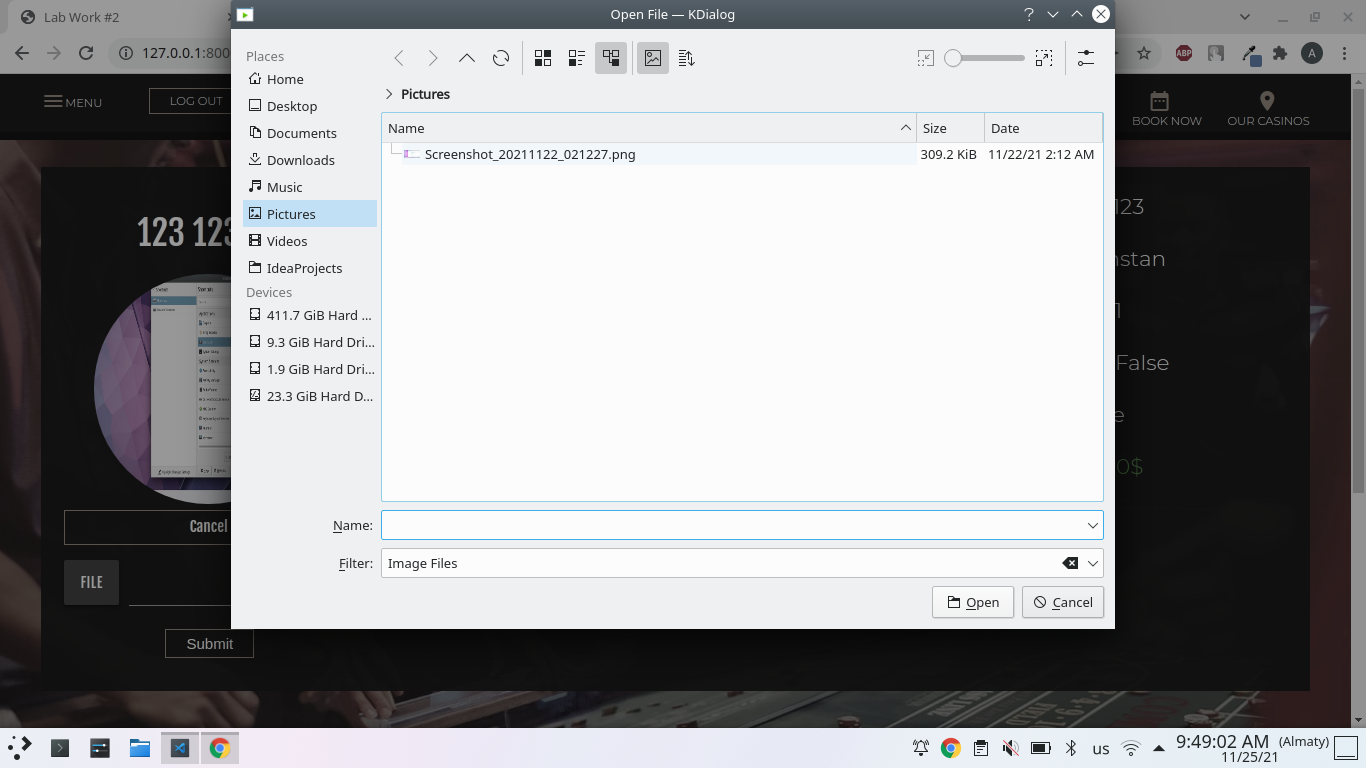 Lab Work #2
Open File — KDialog
127.0.0.1:800
ABP
A
MENU
LOG OUT
BOOK NOW
OUR CASINOS
Places
Home
Desktop
Documents
Downloads
Music
Pictures
Videos
IdeaProjects
Devices
411.7 GiB Hard ...
9.3 GiB Hard Dri...
1.9 GiB Hard Dri...
23.3 GiB Hard D...
Pictures
Name Size Date
Screenshot_20211122_021227.png 309.2 KiB 11/22/21 2:12 AM
Name:
Filter: Image Files
Open Cancel
123 123
Cancel
FILE
Submit
123
nstan
1
False
e
0$
us
9:49:02 AM (Almaty)
11/25/21